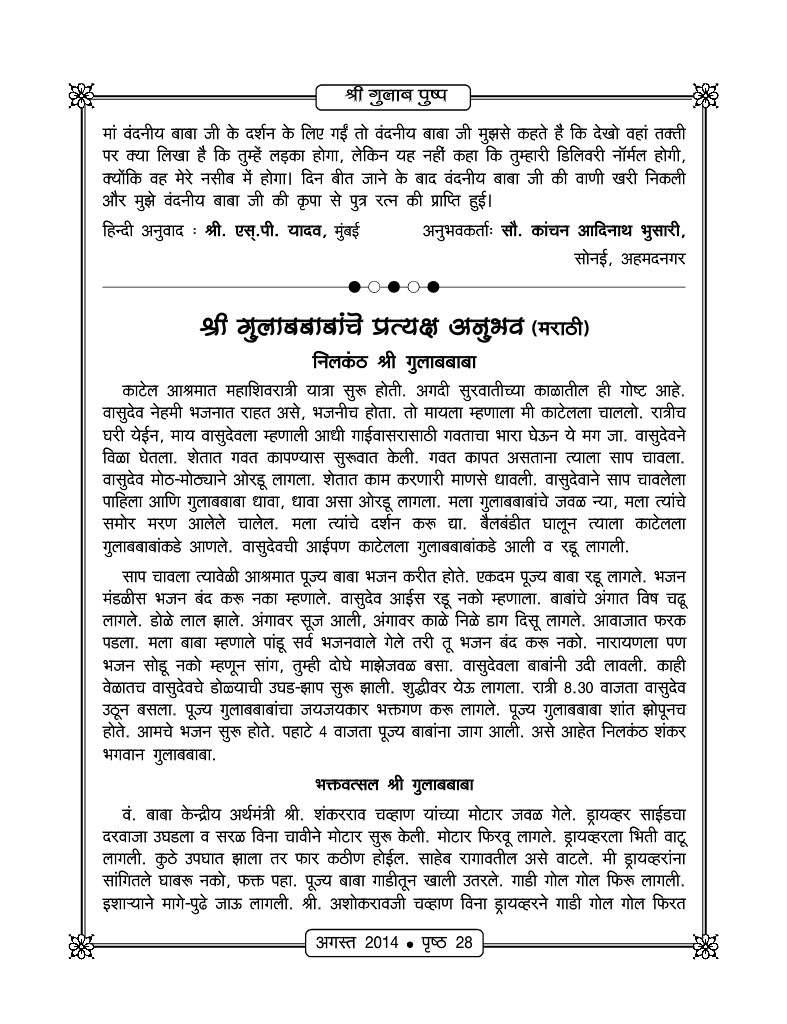 श्री गुलाब पुष्प
मां वंदनीय बाबा जी के दर्शन के लिए गईं तो वंदनीय बाबा जी मुझसे कहते है कि देखो वहां तक्ती
पर क्या लिखा है कि तुम्हें लड़का होगा, लेकिन यह नहीं कहा कि तुम्हारी डिलिवरी नॉर्मल होगी,
क्योंकि वह मेरे नसीब में होगा। दिन बीत जाने के बाद वंदनीय बाबा जी की वाणी खरी निकली
और मुझे वंदनीय बाबा जी की कृपा से पुत्र रत्न की प्राप्ति हुई।
हिन्दी अनुवाद : श्री. एस्.पी. यादव, मुंबई अनुभवकर्ताः सौ. कांचन आदिनाथ भुसारी,
सोनई, अहमदनगर
श्री गुलाबबाबांचे प्रत्यक्ष अनुभव (मराठी)
निलकंठ श्री गुलाबबाबा
काटेल आश्रमात महाशिवरात्री यात्रा सुरू होती. अगदी सुरवातीच्या काळातील ही गोष्ट आहे.
वासुदेव नेहमी भजनात राहत असे, भजनीच होता. तो मायला म्हणाला मी काटेलला चाललो. रात्रीच
घरी येईन, माय वासुदेवला म्हणाली आधी गाईवासरासाठी गवताचा भारा घेऊन ये मग जा. वासुदेवने
विळा घेतला. शेतात गवत कापण्यास सुरूवात केली. गवत कापत असताना त्याला साप चावला.
वासुदेव मोठ-मोठ्याने ओरडू लागला. शेतात काम करणारी माणसे धावली. वासुदेवाने साप चावलेला
पाहिला आणि गुलाबबाबा धावा, धावा असा ओरडू लागला. मला गुलाबबाबांचे जवळ न्या, मला त्यांचे
समोर मरण आलेले चालेल. मला त्यांचे दर्शन करू द्या. बैलबंडीत घालून त्याला काटेलला
गुलाबबाबांकडे आणले. वासुदेवची आईपण काटेलला गुलाबबाबांकडे आली व रडू लागली.
साप चावला त्यावेळी आश्रमात पूज्य बाबा भजन करीत होते. एकदम पूज्य बाबा रडू लागले. भजन
मंडळीस भजन बंद करू नका म्हणाले. वासुदेव आईस रडू नको म्हणाला. बाबांचे अंगात विष चढू
लागले. डोळे लाल झाले. अंगावर सूज आली, अंगावर काळे निळे डाग दिसू लागले. आवाजात फरक
पडला. मला बाबा म्हणाले पांडू सर्व भजनवाले गेले तरी तू भजन बंद करू नको. नारायणला पण
भजन सोडू नको म्हणून सांग, तुम्ही दोघे माझेजवळ बसा. वासुदेवला बाबांनी उदी लावली. काही
वेळातच वासुदेवचे डोळ्याची उघड-झाप सुरू झाली. शुद्धीवर येऊ लागला. रात्री 8.30 वाजता वासुदेव
उठून बसला. पूज्य गुलाबबाबांचा जयजयकार भक्तगण करू लागले. पूज्य गुलाबबाबा शांत झोपूनच
होते. आमचे भजन सुरू होते. पहाटे 4 वाजता पूज्य बाबांना जाग आली. असे आहेत निलकंठ शंकर
भगवान गुलाबबाबा.
भक्तवत्सल श्री गुलाबबाबा
वं. बाबा केन्द्रीय अर्थमंत्री श्री. शंकरराव चव्हाण यांच्या मोटार जवळ गेले. ड्रायव्हर साईडचा
दरवाजा उघडला व सरळ विना चावीने मोटार सुरू केली. मोटार फिरवू लागले. ड्रायव्हरला भिती वाटू
लागली. कुठे उपघात झाला तर फार कठीण होईल. साहेब रागावतील असे वाटले. मी ड्रायव्हरांना
सांगितले घाबरू नको, फक्त पहा. पूज्य बाबा गाडीतून खाली उतरले. गाडी गोल गोल फिरू लागली.
इशाऱ्याने मागे-पुढे जाऊ लागली. श्री. अशोकरावजी चव्हाण विना ड्रायव्हरने गाडी गोल गोल फिरत
अगस्त 2014 ● पृष्ठ 28